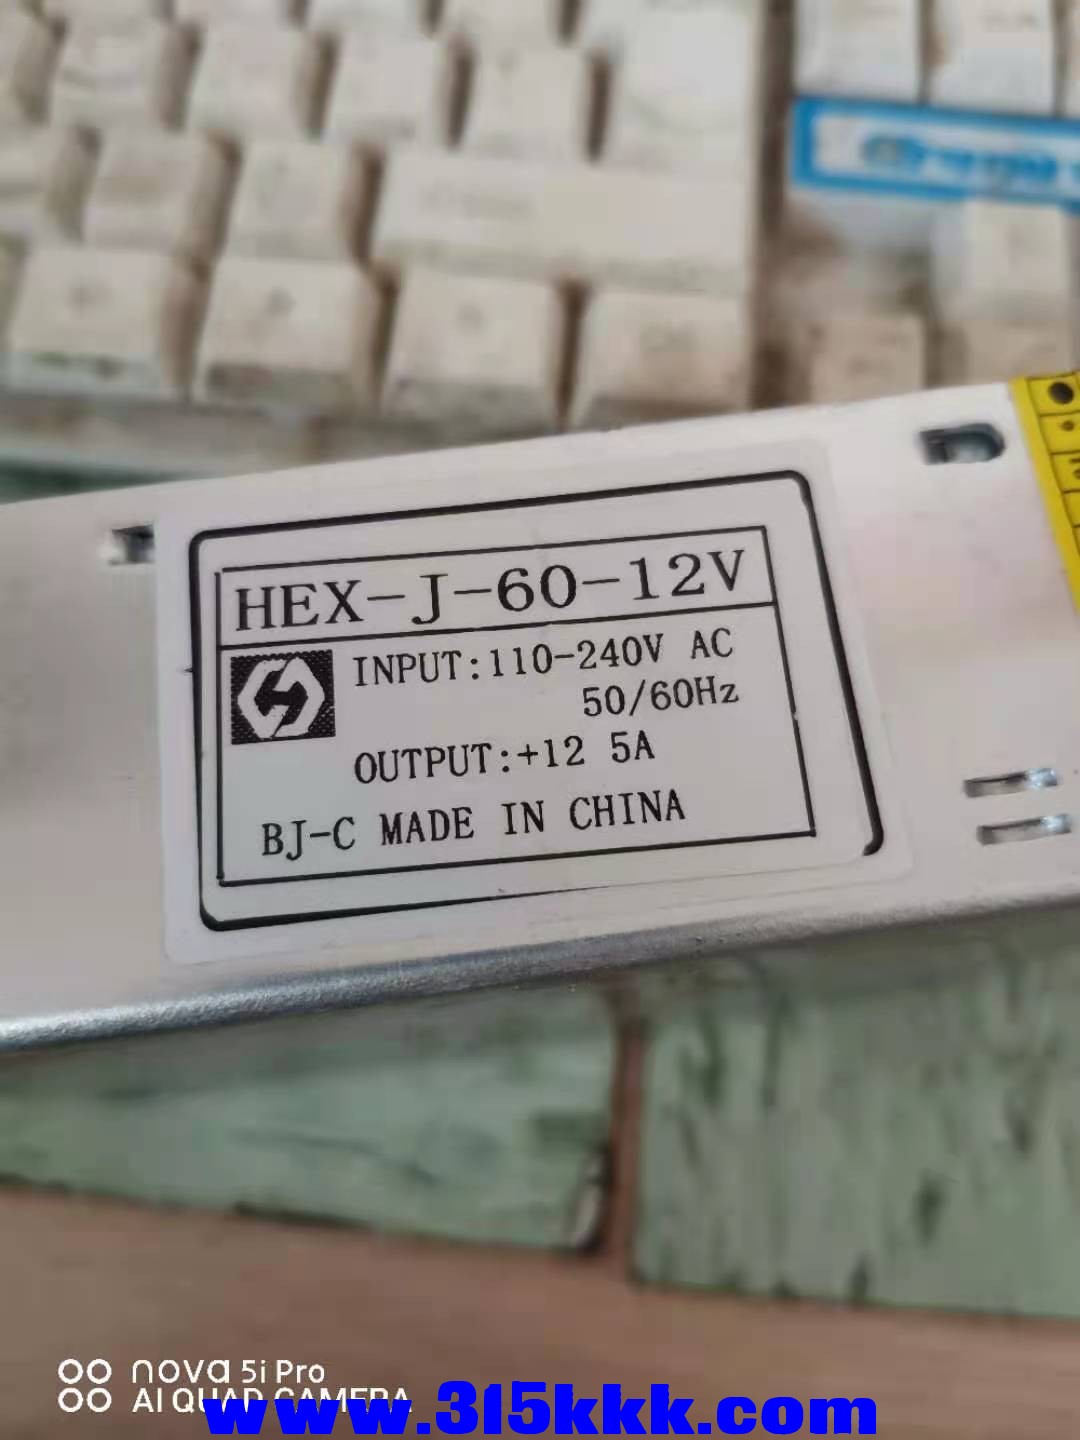 HEX-J-60-12V
INPUT:110-240V AC
50/60Hz
OUTPUT:+12 5A
BJ-C MADE IN CHINA
nova 5i Pro
AI QUAD CAMERA
www.315kkk.com